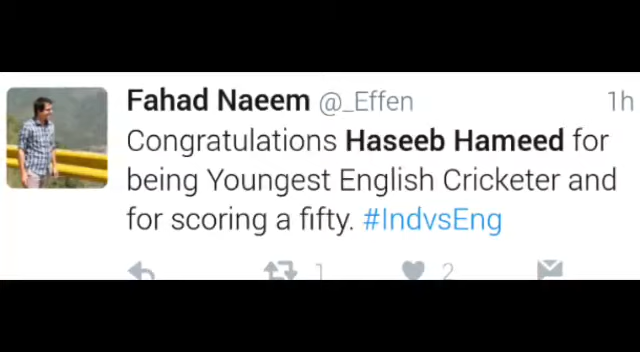 Fahad Naeem @_Effen 1h
Congratulations Haseeb Hameed for
being Youngest English Cricketer and
for scoring a fifty. #IndvsEng
1 2